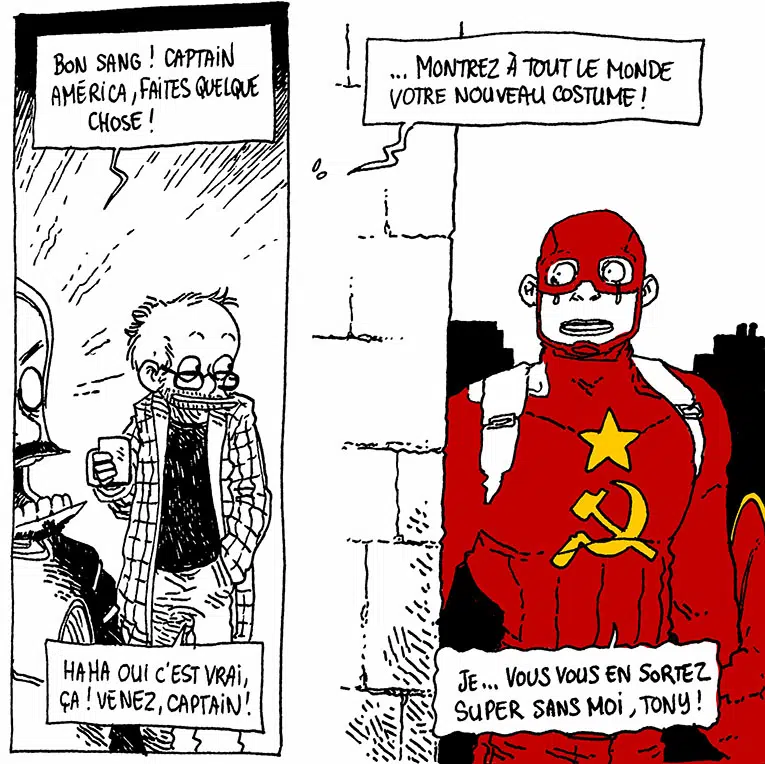 BON SANG ! CAPTAIN
AMÉRICA, FAITES QUELQUE
CHOSE !
... MONTREZ À TOUT LE MONDE
VOTRE NOUVEAU COSTUME !
HAHA OUI C'EST VRAI,
ÇA ! VENEZ, CAPTAIN !
JE... VOUS VOUS EN SORTEZ
SUPER SANS MOI, TONY !